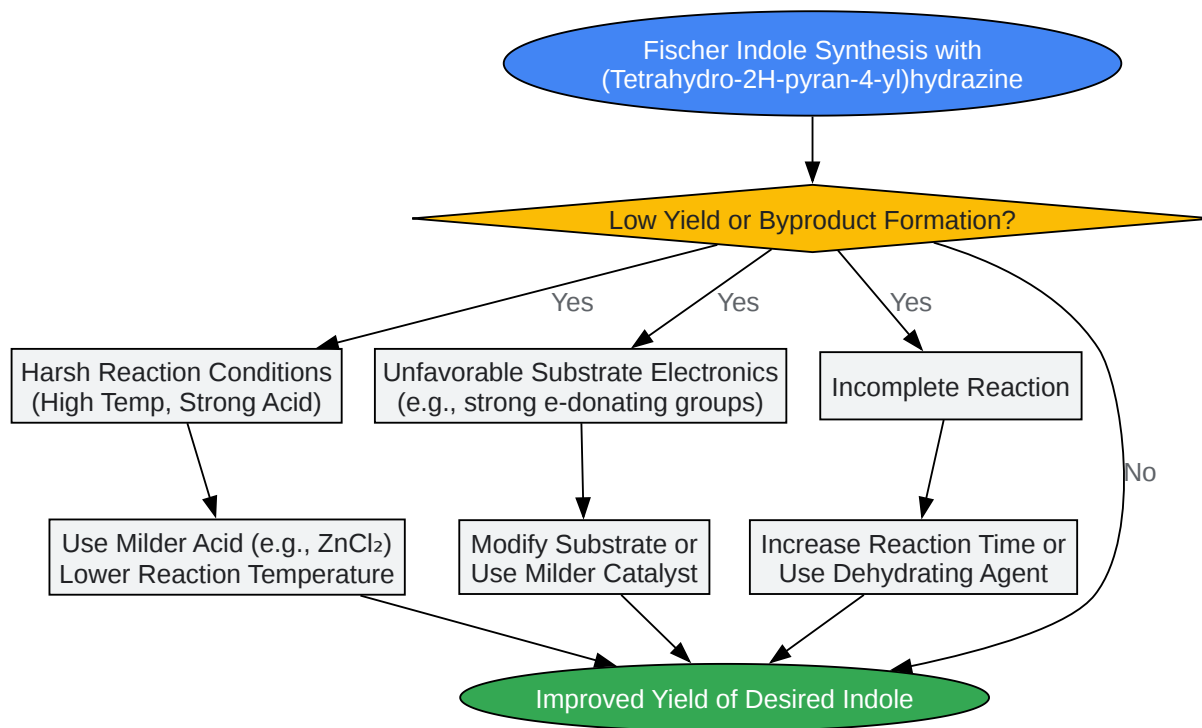 Fischer Indole Synthesis with
(Tetrahydro-2H-pyran-4-yl)hydrazine
Low Yield or Byproduct Formation?
Yes
Yes
Yes
Harsh Reaction Conditions
(High Temp, Strong Acid)
Unfavorable Substrate Electronics
(e.g., strong e-donating groups)
Incomplete Reaction
No
Use Milder Acid (e.g., ZnCl₂)
Lower Reaction Temperature
Modify Substrate or
Use Milder Catalyst
Increase Reaction Time or
Use Dehydrating Agent
Improved Yield of Desired Indole